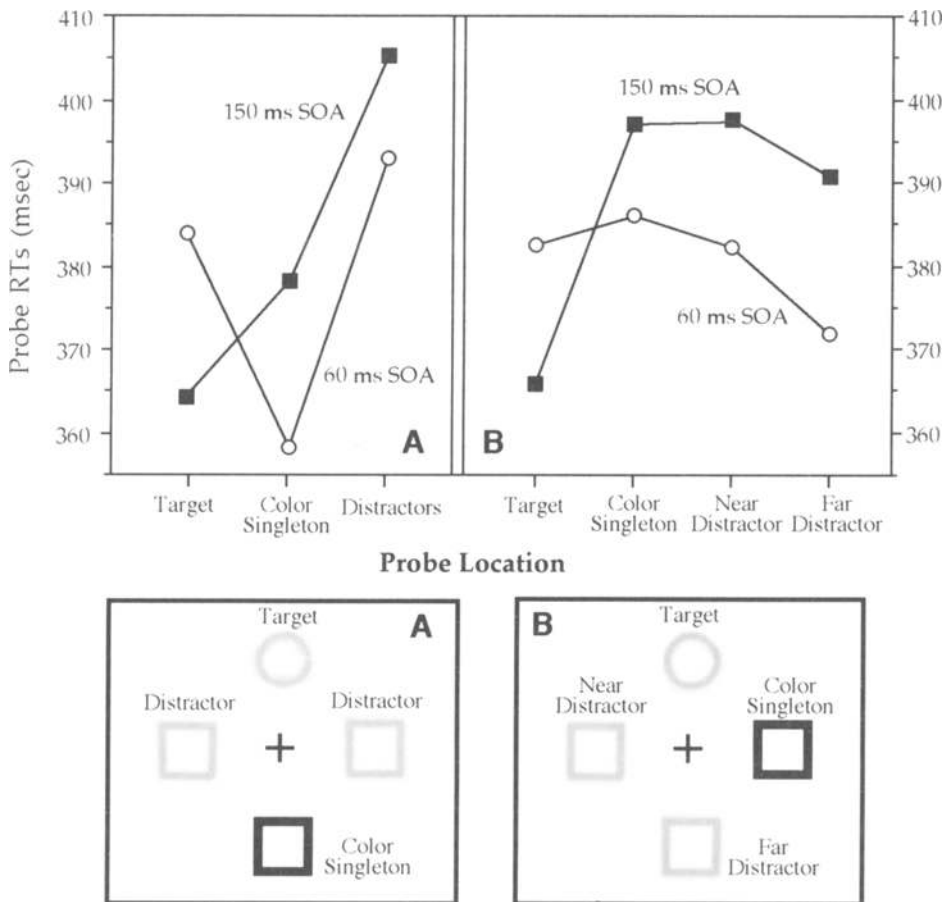 410
400
390
380
370
360
Probe RTs (msec)
150 ms SOA
60 ms SOA
A
Target
Color
Singleton
Distractors
150 ms SOA
60 ms SOA
B
Target
Color
Singleton
Near
Distractor
Far
Distractor
410
400
390
380
370
360
Probe Location
Target
A
Distractor
Distractor
+
Color
Singleton
B
Target
Near
Distractor
Color
Singleton
+
Far
Distractor